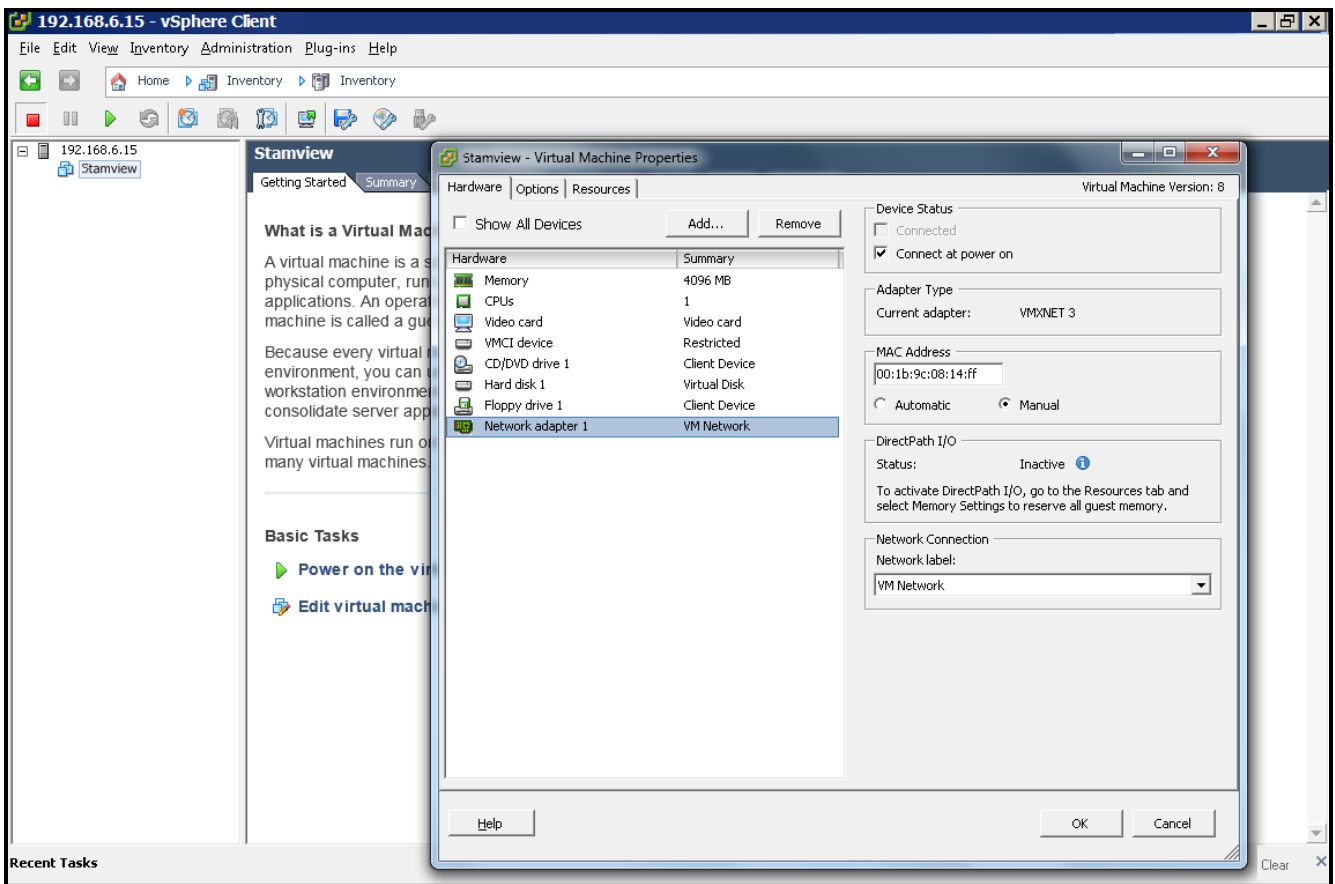 192.168.6.15 - vSphere Client
File Edit View Inventory Administration Plug-ins Help
Home Inventory Inventory
192.168.6.15
Stamview
Stamview
Getting Started Summary
What is a Virtual Mac
A virtual machine is a s
physical computer, run
applications. An operat
machine is called a gue
Because every virtual
environment, you can
workstation environme
consolidate server app
Virtual machines run o
many virtual machines.
Basic Tasks
Power on the vir
Edit virtual mach
Recent Tasks
Clear
Stamview - Virtual Machine Properties
Hardware Options Resources
Virtual Machine Version: 8
Show All Devices Add... Remove
Hardware Summary
Memory 4096 MB
CPUs 1
Video card Video card
VMCI device Restricted
CD/DVD drive 1 Client Device
Hard disk 1 Virtual Disk
Floppy drive 1 Client Device
Network adapter 1 VM Network
Device Status
Connected
Connect at power on
Adapter Type
Current adapter: VMXNET 3
MAC Address
00:1b:9c:08:14:ff
Automatic Manual
DirectPath I/O
Status: Inactive
To activate DirectPath I/O, go to the Resources tab and
select Memory Settings to reserve all guest memory.
Network Connection
Network label:
VM Network
Help OK Cancel